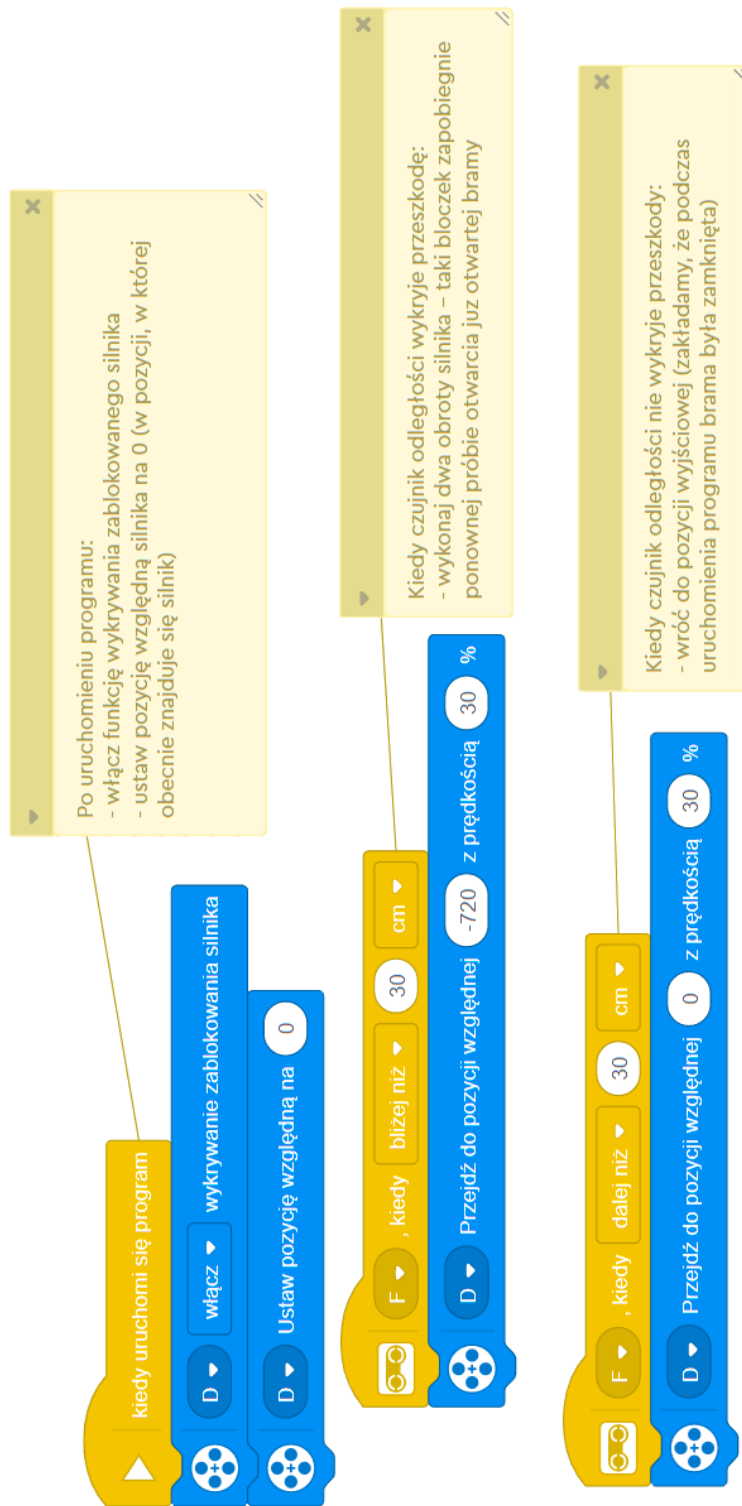 kiedy uruchomi się program
D włącz wykrywanie zablokowania silnika
D Ustaw pozycję względną na 0
Po uruchomieniu programu:
- włącz funkcję wykrywania zablokowanego silnika
- ustaw pozycję względną silnika na 0 (w pozycji, w której
obecnie znajduje się silnik)
F , kiedy bliżej niż 30 cm
D Przejdź do pozycji względnej -720 z prędkością 30 %
Kiedy czujnik odległości wykryje przeszkodę:
- wykonaj dwa obroty silnika – taki bloczek zapobiegnie
ponownej próbie otwarcia juz otwartej bramy
F , kiedy dalej niż 30 cm
D Przejdź do pozycji względnej 0 z prędkością 30 %
Kiedy czujnik odległości nie wykryje przeszkody:
- wróć do pozycji wyjściowej (zakładamy, że podczas
uruchomienia programu brama była zamknięta)